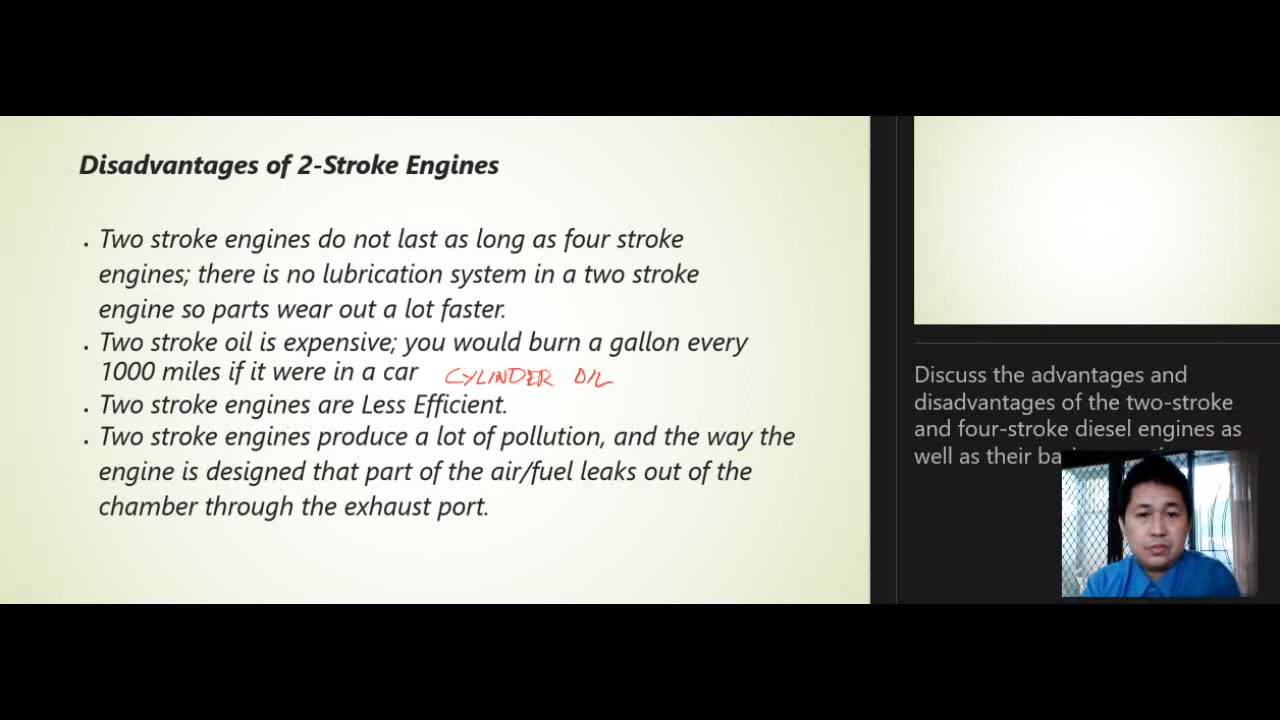 Disadvantages of 2-Stroke Engines
. Two stroke engines do not last as long as four stroke
engines; there is no lubrication system in a two stroke
engine so parts wear out a lot faster.
. Two stroke oil is expensive; you would burn a gallon every
1000 miles if it were in a car CYLINDER OIL
. Two stroke engines are Less Efficient.
. Two stroke engines produce a lot of pollution, and the way the
engine is designed that part of the air/fuel leaks out of the
chamber through the exhaust port.
Discuss the advantages and
disadvantages of the two-stroke
and four-stroke diesel engines as
well as their